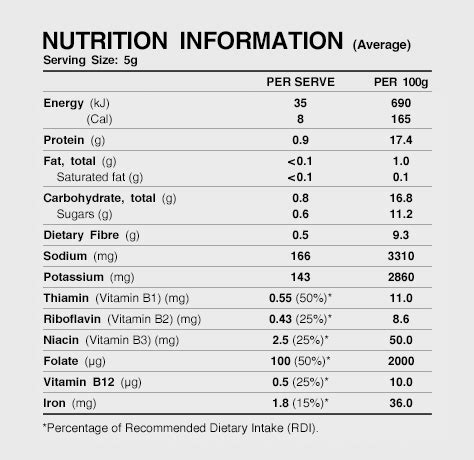 NUTRITION INFORMATION (Average)
Serving Size: 5g
PER SERVE PER 100g
Energy (kJ) 35 690
(Cal) 8 165
Protein (g) 0.9 17.4
Fat, total (g) <0.1 1.0
Saturated fat (g) <0.1 0.1
Carbohydrate, total (g) 0.8 16.8
Sugars (g) 0.6 11.2
Dietary Fibre (g) 0.5 9.3
Sodium (mg) 166 3310
Potassium (mg) 143 2860
Thiamin (Vitamin B1) (mg) 0.55 (50%)* 11.0
Riboflavin (Vitamin B2) (mg) 0.43 (25%)* 8.6
Niacin (Vitamin B3) (mg) 2.5 (25%)* 50.0
Folate (μg) 100 (50%)* 2000
Vitamin B12 (μg) 0.5 (25%)* 10.0
Iron (mg) 1.8 (15%)* 36.0
*Percentage of Recommended Dietary Intake (RDI).